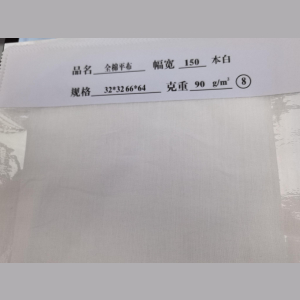 品名 全棉平布 幅宽 150 本白
规格 32*32 66*64 克重 90 g/m² ⑧